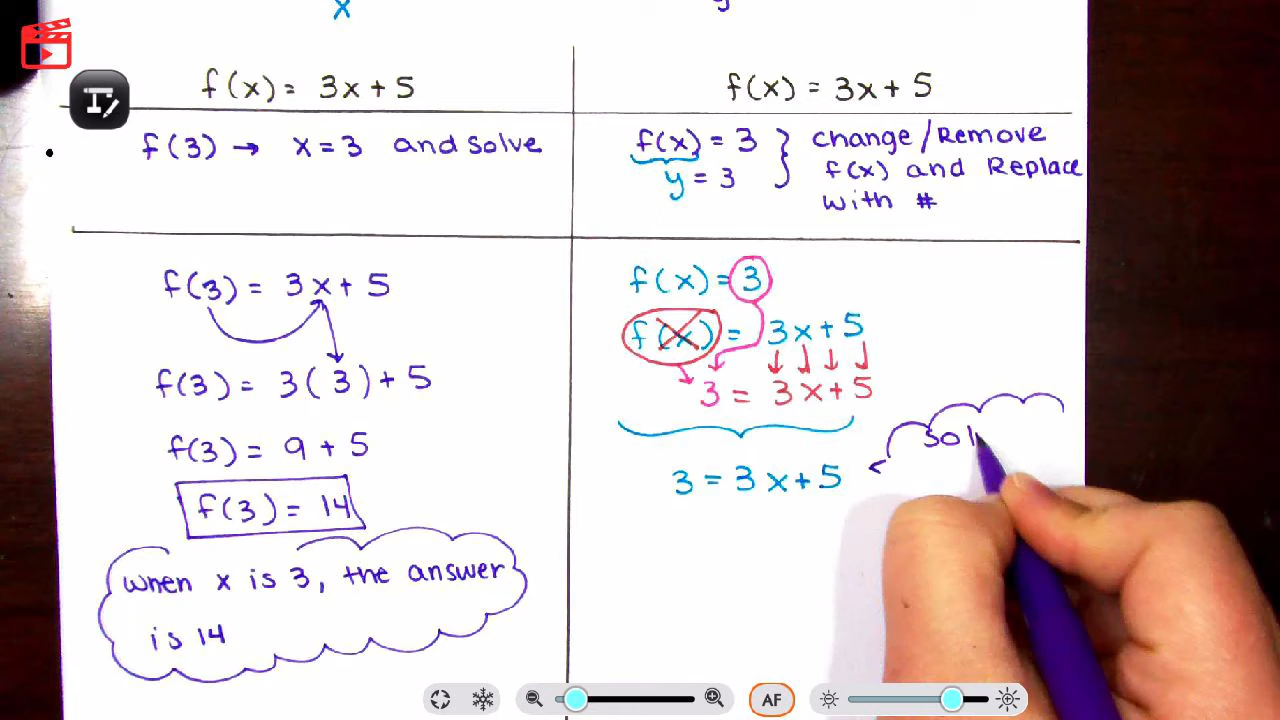 x
y
f(x) = 3x + 5
f(3) → x = 3 and solve
f(3) = 3x + 5
f(3) = 3(3) + 5
f(3) = 9 + 5
f(3) = 14
when x is 3, the answer
is 14
f(x) = 3x + 5
f(x) = 3 } change/Remove
y = 3 f(x) and Replace
with #
f(x) = 3
f(x) = 3x + 5
3 = 3x + 5
3 = 3x + 5
sol
AF